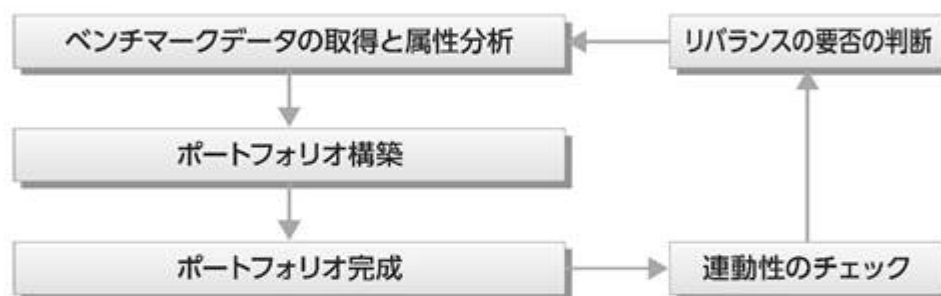 ベンチマークデータの取得と属性分析
リバランスの要否の判断
ポートフォリオ構築
ポートフォリオ完成
連動性のチェック